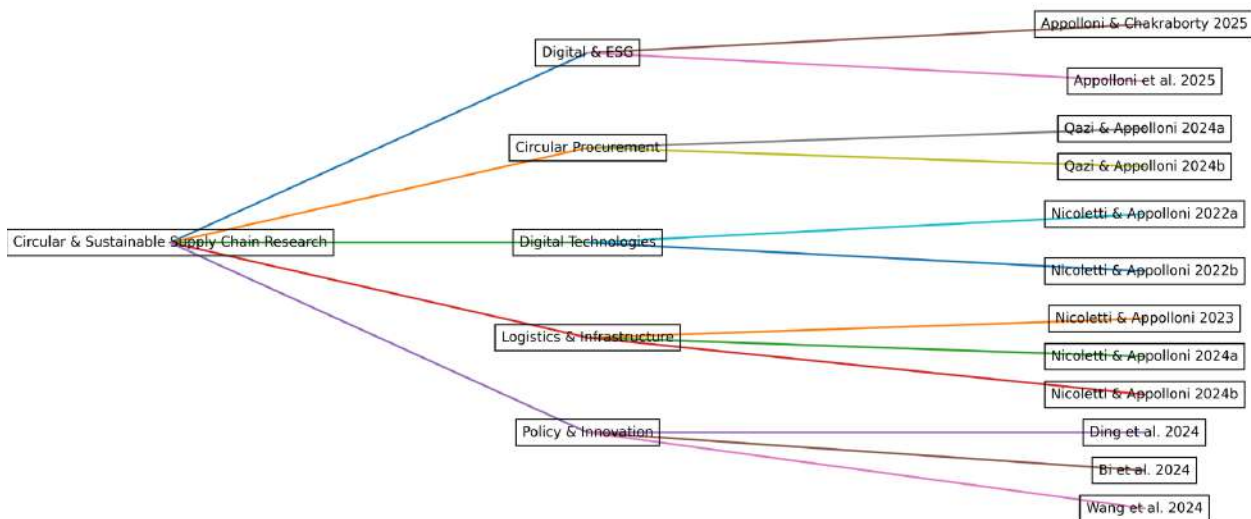 Appolloni & Chakraborty 2025
Digital & ESG
Appolloni et al. 2025
Qazi & Appolloni 2024a
Circular Procurement
Qazi & Appolloni 2024b
Nicoletti & Appolloni 2022a
Circular & Sustainable Supply Chain Research
Digital Technologies
Nicoletti & Appolloni 2022b
Nicoletti & Appolloni 2023
Logistics & Infrastructure
Nicoletti & Appolloni 2024a
Nicoletti & Appolloni 2024b
Policy & Innovation
Ding et al. 2024
Bi et al. 2024
Wang et al. 2024